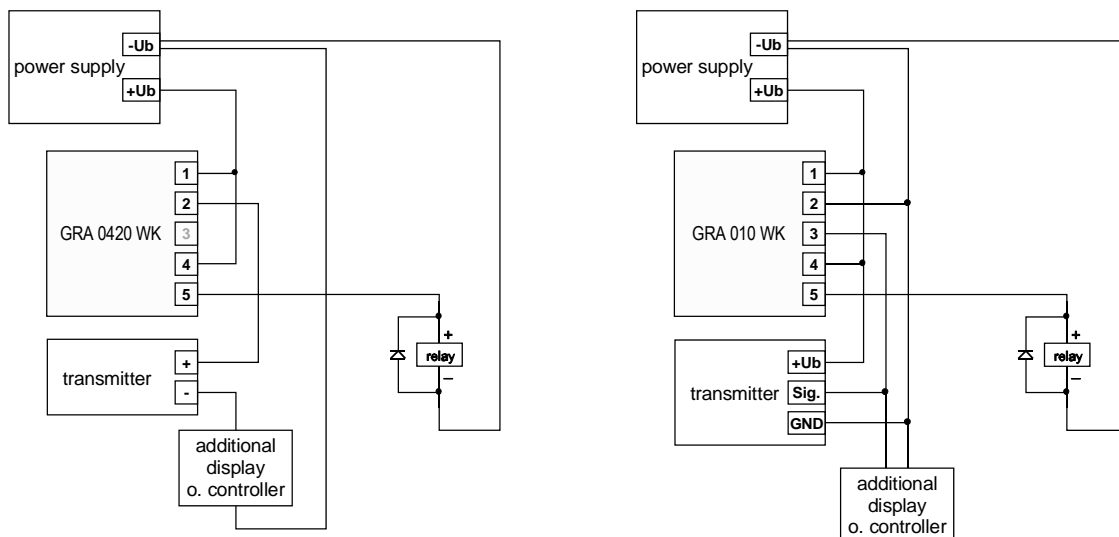 -Ub
power supply
+Ub
1
2
GRA 0420 WK
3
4
5
+
relay
–
+
transmitter
-
additional
display
o. controller
-Ub
power supply
+Ub
1
2
GRA 010 WK
3
4
5
+
relay
–
+Ub
transmitter
Sig.
GND
additional
display
o. controller